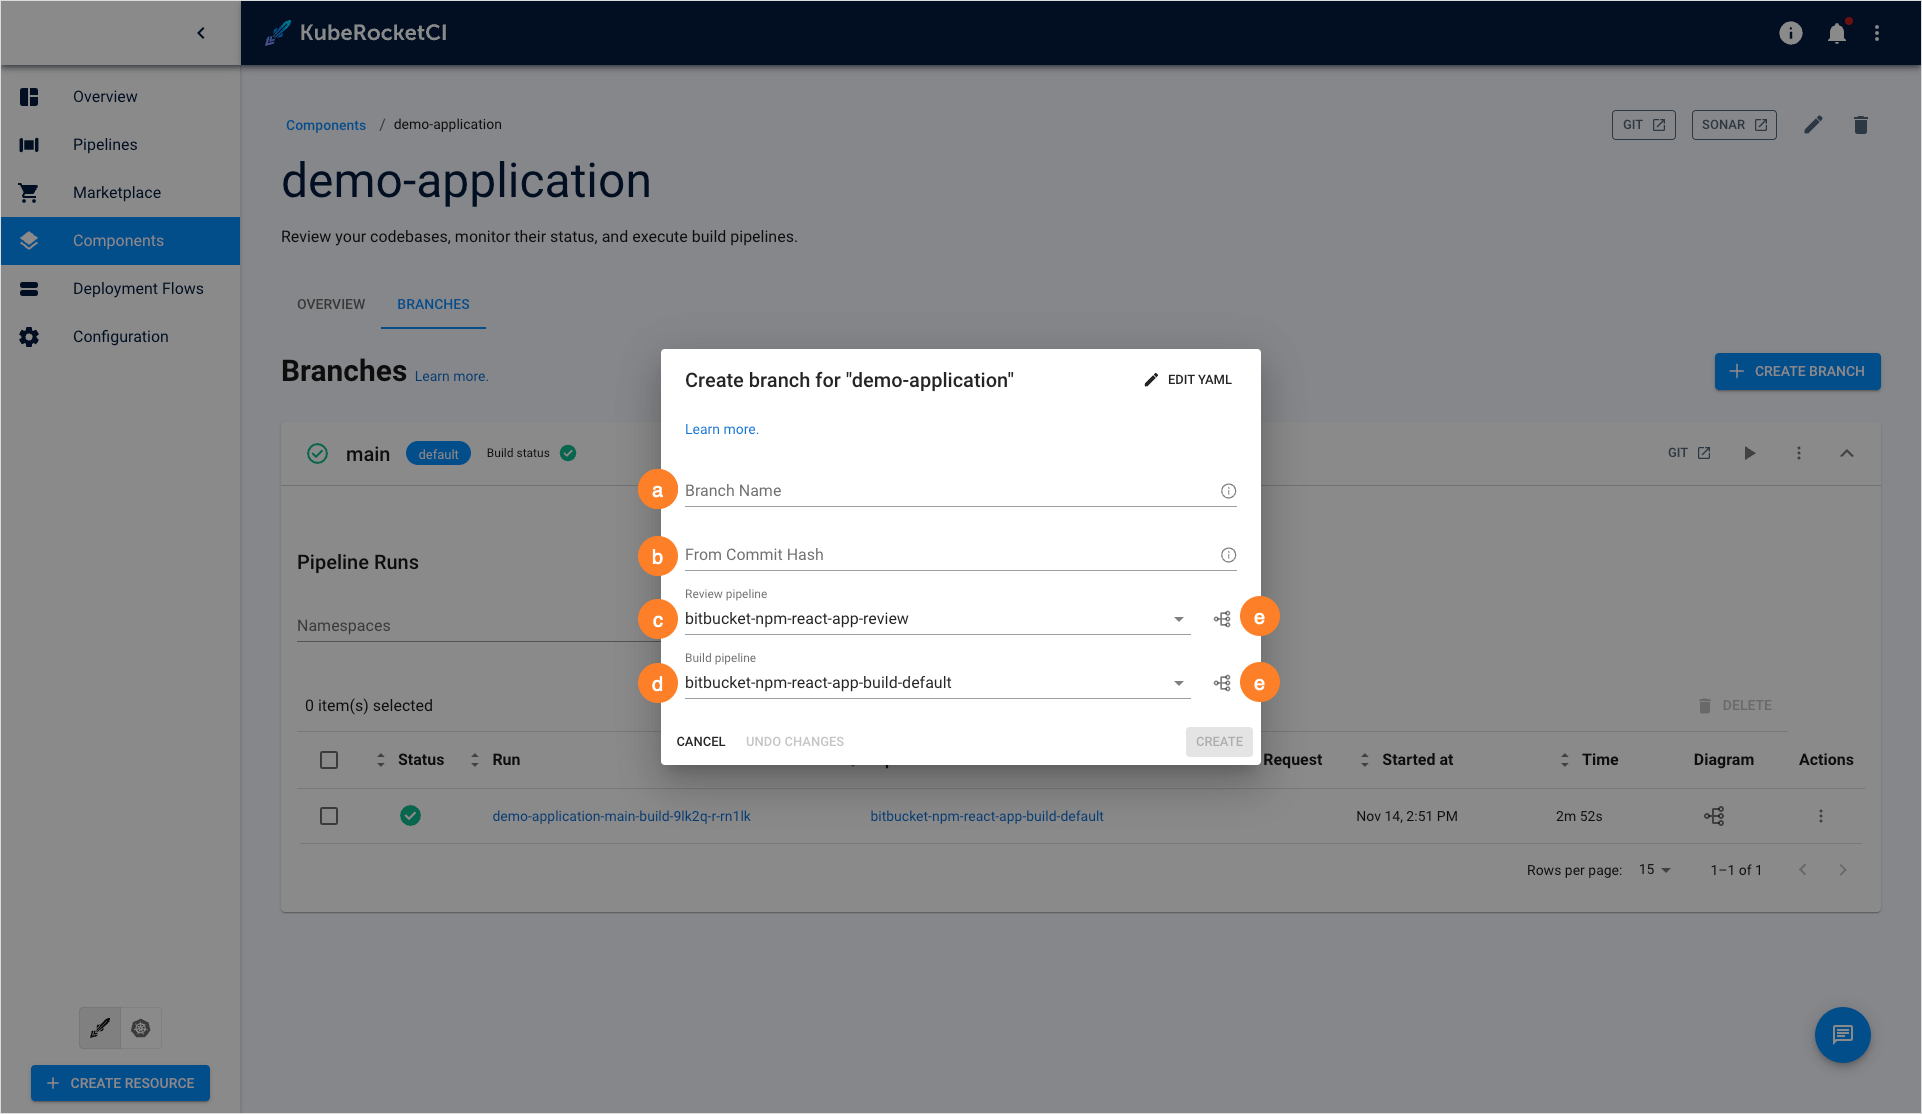 KubeRocketCI
Overview
Pipelines
Marketplace
Components
Deployment Flows
Configuration
Components / demo-application
GIT
SONAR
demo-application
Review your codebases, monitor their status, and execute build pipelines.
OVERVIEW
BRANCHES
Branches Learn more.
CREATE BRANCH
main default Build status
GIT
Pipeline Runs
Namespaces
0 item(s) selected
DELETE
Status Run Request Started at Time Diagram Actions
demo-application-main-build-9lk2q-r-rn1lk bitbucket-npm-react-app-build-default Nov 14, 2:51 PM 2m 52s
Rows per page: 15 1–1 of 1
Create branch for "demo-application"
EDIT YAML
Learn more.
a Branch Name
b From Commit Hash
Review pipeline
c bitbucket-npm-react-app-review e
Build pipeline
d bitbucket-npm-react-app-build-default e
CANCEL UNDO CHANGES CREATE
CREATE RESOURCE